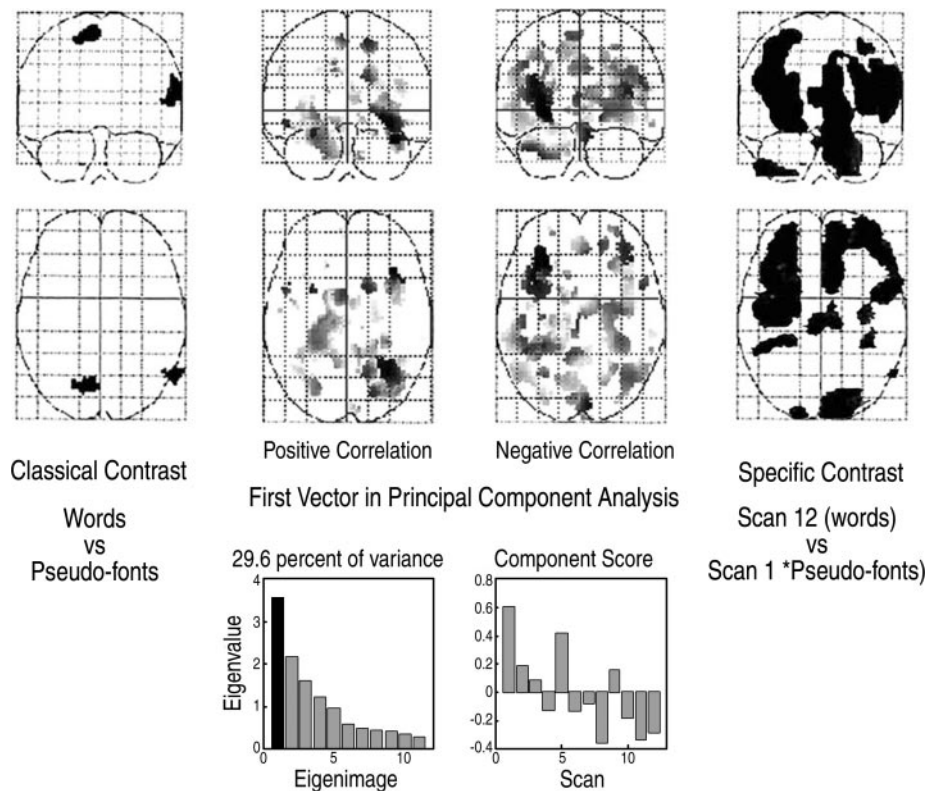 Positive Correlation
Negative Correlation
Classical Contrast
Specific Contrast
First Vector in Principal Component Analysis
Words
vs
Pseudo-fonts
Scan 12 (words)
vs
Scan 1 *Pseudo-fonts)
29.6 percent of variance
Component Score
4
3
2
1
0
Eigenvalue
5
10
Eigenimage
0.8
0.6
0.4
0.2
0
-0.2
-0.4
0
5
10
Scan